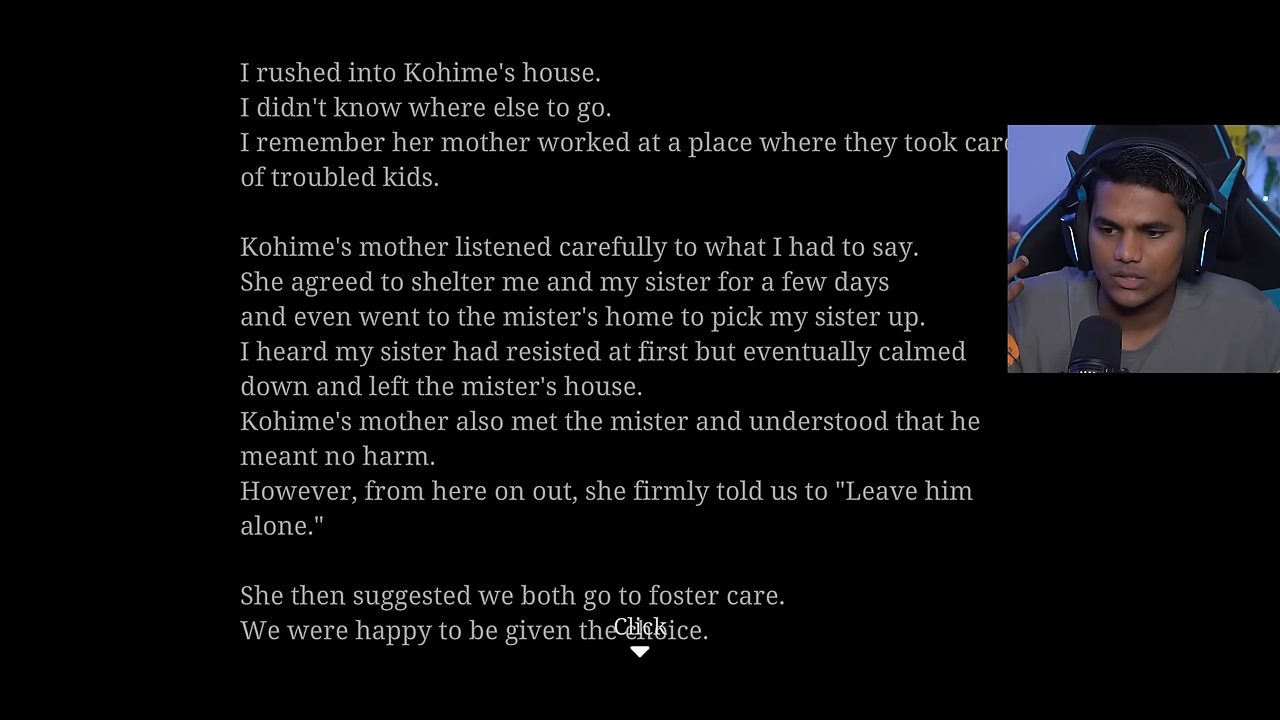 I rushed into Kohime's house.
I didn't know where else to go.
I remember her mother worked at a place where they took care
of troubled kids.
Kohime's mother listened carefully to what I had to say.
She agreed to shelter me and my sister for a few days
and even went to the mister's home to pick my sister up.
I heard my sister had resisted at first but eventually calmed
down and left the mister's house.
Kohime's mother also met the mister and understood that he
meant no harm.
However, from here on out, she firmly told us to "Leave him
alone."
She then suggested we both go to foster care.
We were happy to be given the choice.
Click